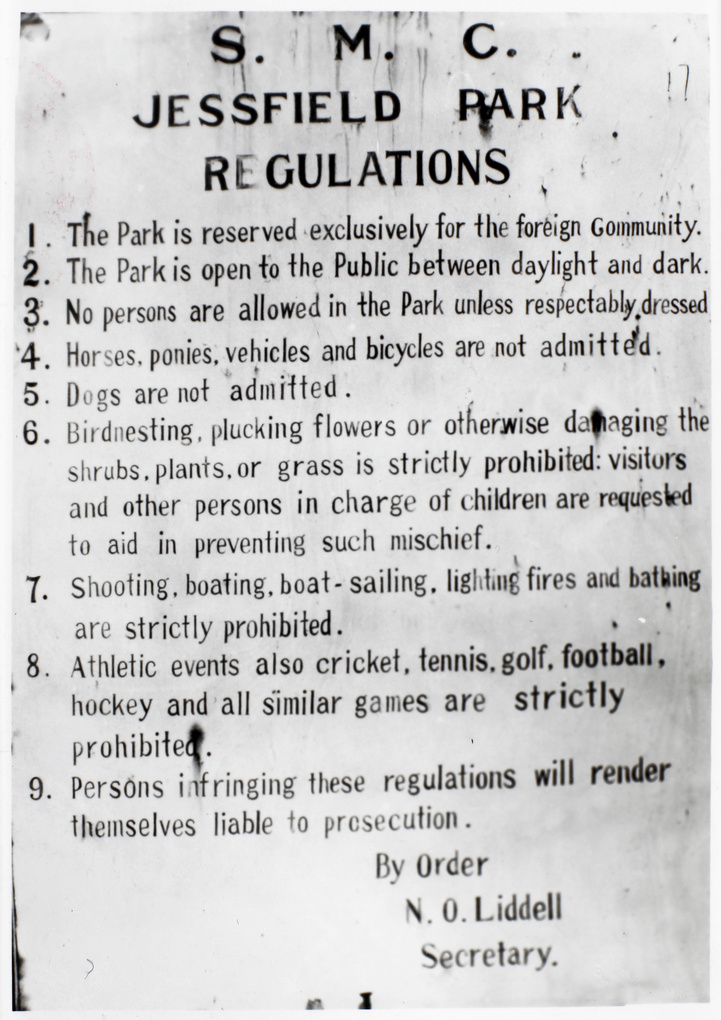 S. M. C.
17
JESSFIELD PARK
REGULATIONS
1. The Park is reserved exclusively for the foreign Community.
2. The Park is open to the Public between daylight and dark.
3. No persons are allowed in the Park unless respectably dressed
4. Horses, ponies, vehicles and bicycles are not admitted.
5. Dogs are not admitted.
6. Birdnesting, plucking flowers or otherwise damaging the
shrubs, plants, or grass is strictly prohibited: visitors
and other persons in charge of children are requested
to aid in preventing such mischief.
7. Shooting, boating, boat-sailing, lighting fires and bathing
are strictly prohibited.
8. Athletic events also cricket, tennis, golf, football,
hockey and all similar games are strictly
prohibited.
9. Persons infringing these regulations will render
themselves liable to prosecution.
By Order
N. O. Liddell
Secretary.